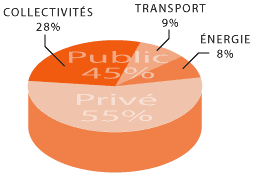 TRANSPORT
9%
COLLECTIVITÉS
28%
ÉNERGIE
8%
Public
45%
Privé
55%